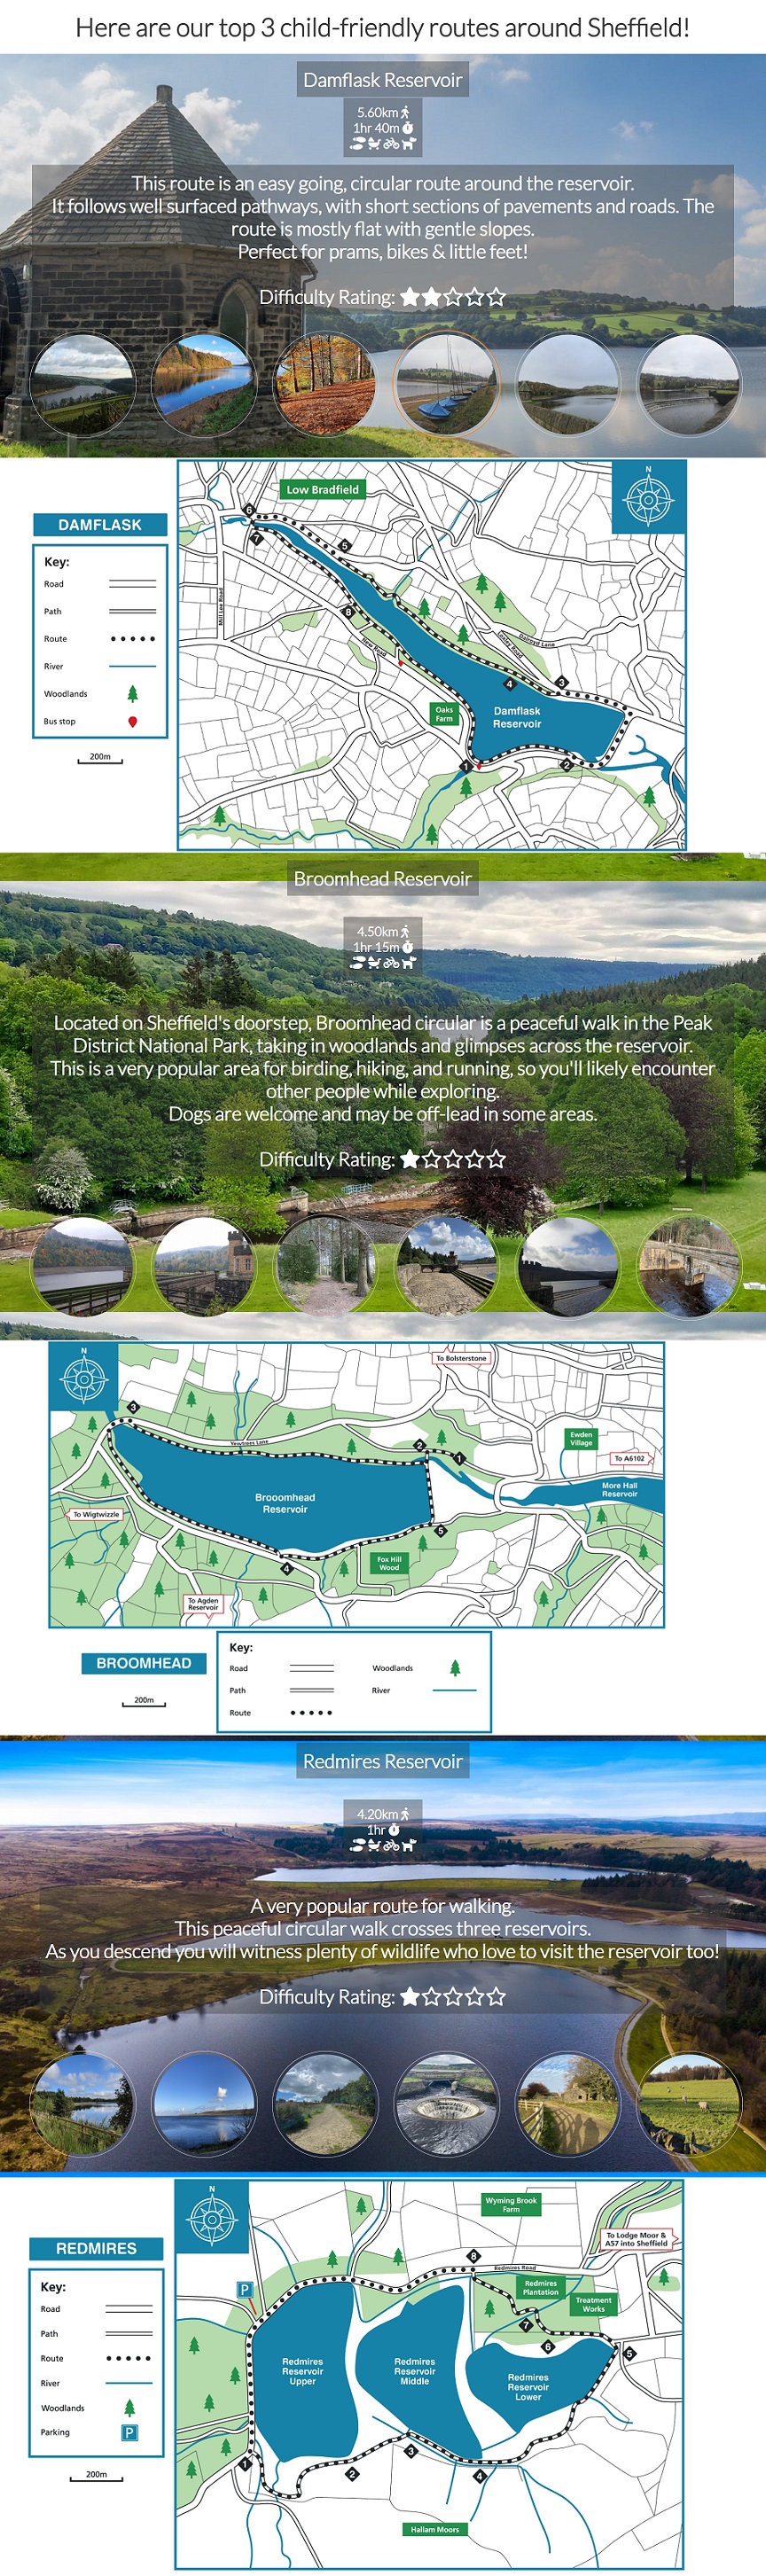 Here are our top 3 child-friendly routes around Sheffield!
Damflask Reservoir
5.60km
1hr 40m
This route is an easy going, circular route around the reservoir.
It follows well surfaced pathways, with short sections of pavements and roads. The
route is mostly flat with gentle slopes.
Perfect for prams, bikes & little feet!
Difficulty Rating:
DAMFLASK
Key:
Road
Path
Route
River
Woodlands
Bus stop
200m
N
Low Bradfield
6
7
5
8
Mill Lee Road
New Road
Loxley Road
Dalroyd Lane
4
3
Oaks
Farm
Damflask
Reservoir
1
2
Broomhead Reservoir
4.50km
1hr 15m
Located on Sheffield's doorstep, Broomhead circular is a peaceful walk in the Peak
District National Park, taking in woodlands and glimpses across the reservoir.
This is a very popular area for birding, hiking, and running, so you'll likely encounter
other people while exploring.
Dogs are welcome and may be off-lead in some areas.
Difficulty Rating:
N
To Bolsterstone
3
Yewtrees Lane
2
1
Ewden
Village
To A6102
More Hall
Reservoir
Brooomhead
Reservoir
To Wigtwizzle
5
4
Fox Hill
Wood
To Agden
Reservoir
BROOMHEAD
200m
Key:
Road
Path
Route
Woodlands
River
Redmires Reservoir
4.20km
1hr
A very popular route for walking.
This peaceful circular walk crosses three reservoirs.
As you descend you will witness plenty of wildlife who love to visit the reservoir too!
Difficulty Rating:
REDMIRES
Key:
Road
Path
Route
River
Woodlands
Parking
P
200m
N
Wyming Brook
Farm
To Lodge Moor &
A57 into Sheffield
8
Redmires Road
P
Redmires
Plantation
Treatment
Works
7
6
5
Redmires
Reservoir
Upper
Redmires
Reservoir
Middle
Redmires
Reservoir
Lower
1
2
3
4
Hallam Moors